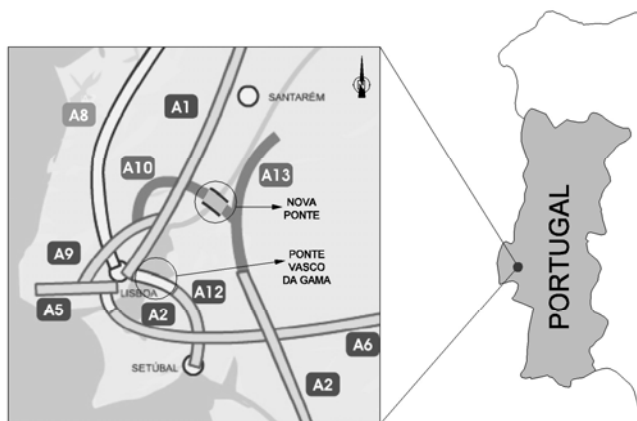 N
A8
A1
SANTARÉM
A10
A13
NOVA
PONTE
A9
PONTE
VASCO
DA GAMA
A12
LISBOA
A5
A2
A6
SETÚBAL
A2
PORTUGAL